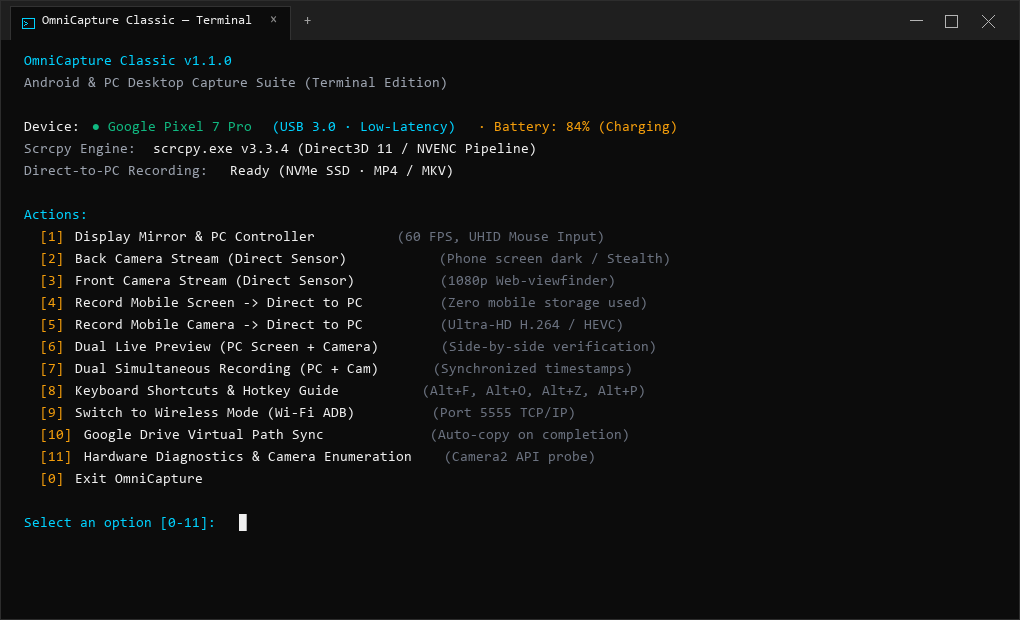 OmniCapture Classic — Terminal × +
OmniCapture Classic v1.1.0
Android & PC Desktop Capture Suite (Terminal Edition)
Device: ● Google Pixel 7 Pro (USB 3.0 · Low-Latency) · Battery: 84% (Charging)
Scrcpy Engine: scrcpy.exe v3.3.4 (Direct3D 11 / NVENC Pipeline)
Direct-to-PC Recording: Ready (NVMe SSD · MP4 / MKV)
Actions:
[1] Display Mirror & PC Controller (60 FPS, UHID Mouse Input)
[2] Back Camera Stream (Direct Sensor) (Phone screen dark / Stealth)
[3] Front Camera Stream (Direct Sensor) (1080p Web-viewfinder)
[4] Record Mobile Screen -> Direct to PC (Zero mobile storage used)
[5] Record Mobile Camera -> Direct to PC (Ultra-HD H.264 / HEVC)
[6] Dual Live Preview (PC Screen + Camera) (Side-by-side verification)
[7] Dual Simultaneous Recording (PC + Cam) (Synchronized timestamps)
[8] Keyboard Shortcuts & Hotkey Guide (Alt+F, Alt+O, Alt+Z, Alt+P)
[9] Switch to Wireless Mode (Wi-Fi ADB) (Port 5555 TCP/IP)
[10] Google Drive Virtual Path Sync (Auto-copy on completion)
[11] Hardware Diagnostics & Camera Enumeration (Camera2 API probe)
[0] Exit OmniCapture
Select an option [0-11]: